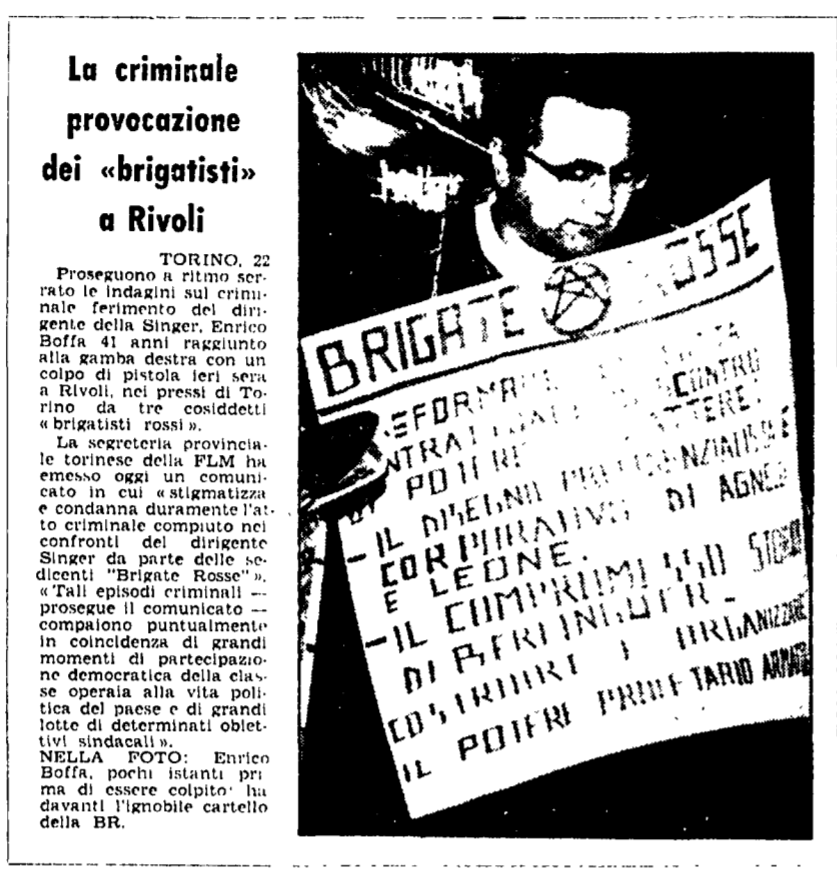 La criminale
provocazione
dei «brigatisti»
a Rivoli
TORINO, 22
Proseguono a ritmo ser-
rato le indagini sul crimi-
nale ferimento del diri-
gente della Singer, Enrico
Boffa 41 anni raggiunto
alla gamba destra con un
colpo di pistola ieri sera
a Rivoli, nei pressi di To-
rino da tre cosiddetti
«brigatisti rossi».
La segreteria provincia-
le torinese della FLM ha
emesso oggi un comuni-
cato in cui «stigmatizza
e condanna duramente l'at-
to criminale compiuto nei
confronti del dirigente
Singer da parte delle se-
dicenti "Brigate Rosse"».
«Tali episodi criminali —
prosegue il comunicato —
compaiono puntualmente
in coincidenza di grandi
momenti di partecipazio-
ne democratica della clas-
se operaia alla vita poli-
tica del paese e di grandi
lotte di determinati obiet-
tivi sindacali».
NELLA FOTO: Enrico
Boffa, pochi istanti pri
ma di essere colpito: ha
davanti l'ignobile cartello
della BR.
BRIGATE ROSSE
SCONTRO
POTERE
- IL DISEGNO
CORPORATIVO DI AGNELLI
E LEONE.
- IL COMPROMESSO STORICO
DI BERLINGUER-
COSTRUIRE E ORGANIZZARE
IL POTERE PROLETARIO ARMATO